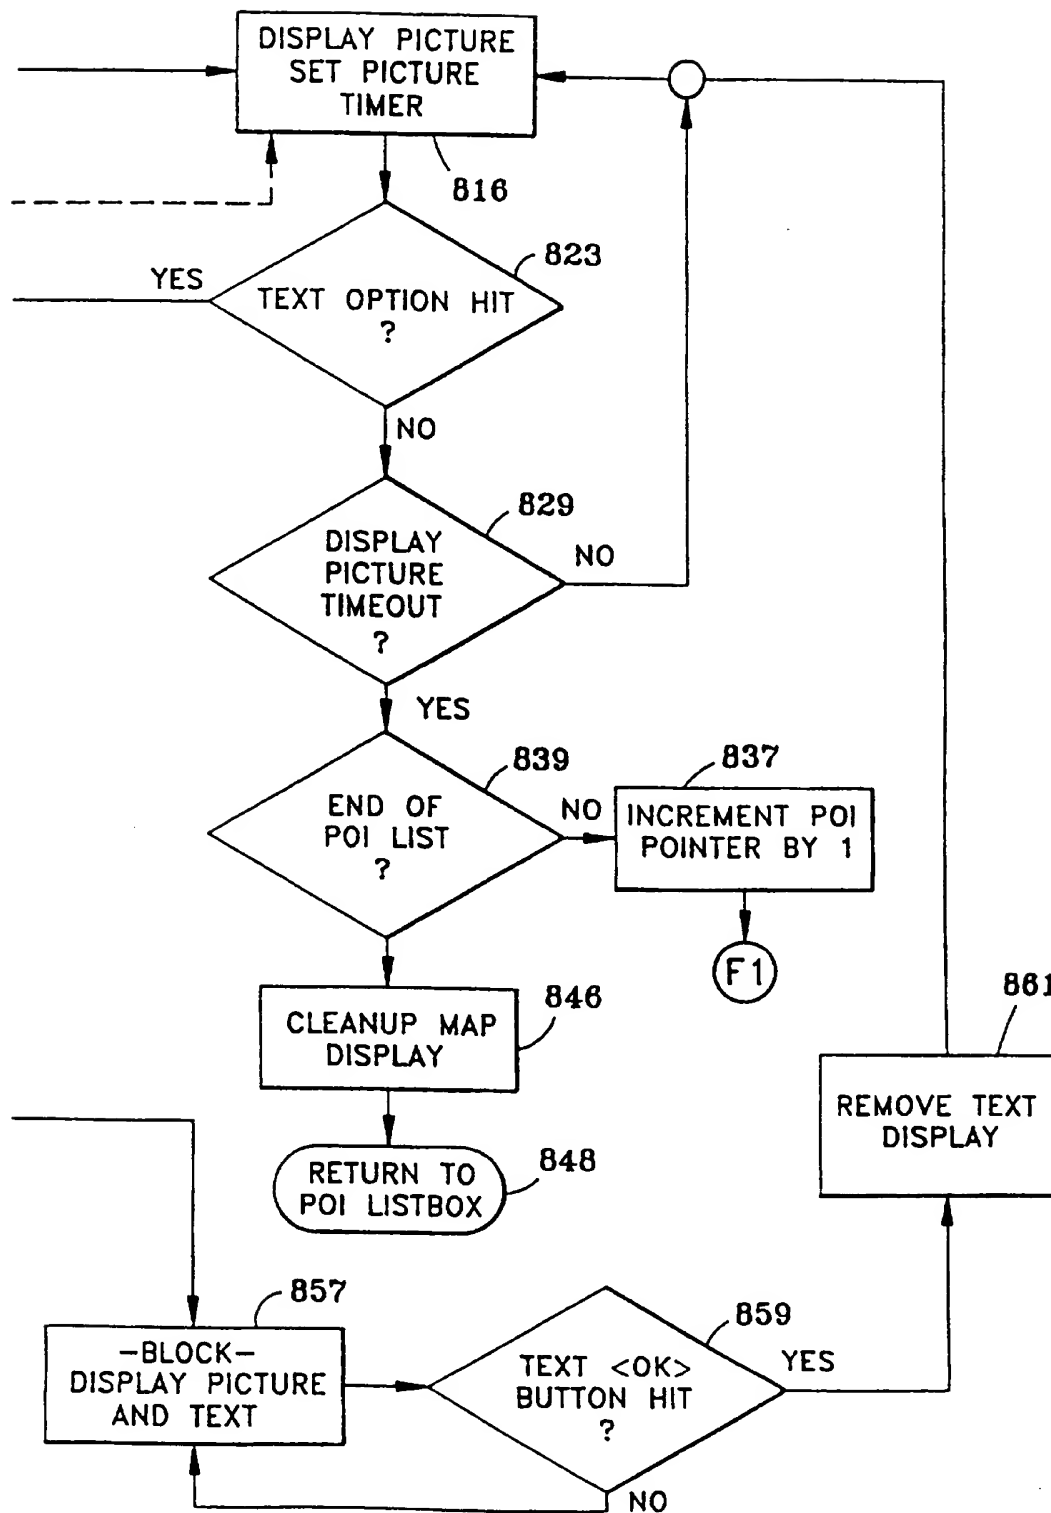 DISPLAY PICTURE
SET PICTURE
TIMER
816
823
YES
TEXT OPTION HIT
?
NO
829
DISPLAY
PICTURE
TIMEOUT
?
NO
YES
839
837
END OF
POI LIST
?
NO
INCREMENT POI
POINTER BY 1
F1
846
CLEANUP MAP
DISPLAY
861
REMOVE TEXT
DISPLAY
RETURN TO
POI LISTBOX
848
857
-BLOCK-
DISPLAY PICTURE
AND TEXT
859
TEXT <OK>
BUTTON HIT
?
YES
NO